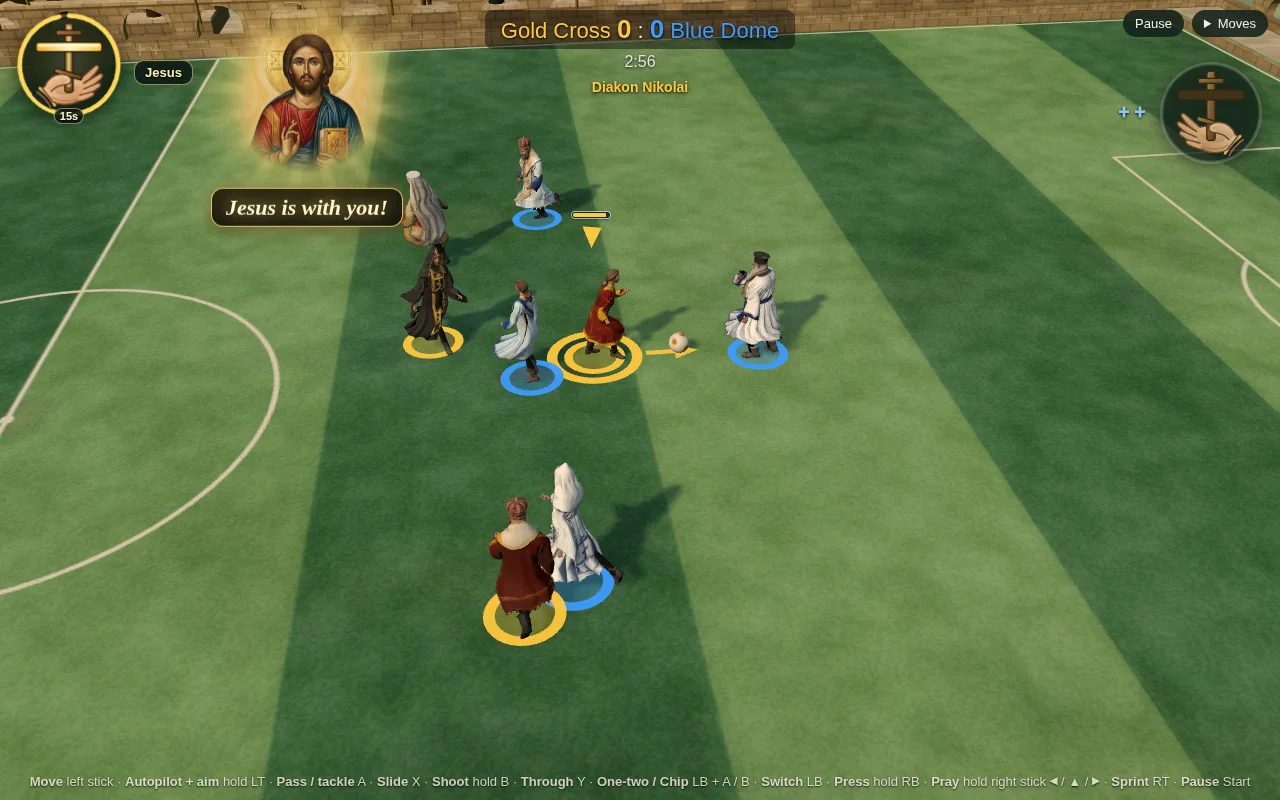 Gold Cross 0 : 0 Blue Dome
2:56
Diakon Nikolai
Pause
▶ Moves
Jesus
15s
++
Jesus is with you!
Move left stick · Autopilot + aim hold LT · Pass / tackle A · Slide X · Shoot hold B · Through Y · One-two / Chip LB + A / B · Switch LB · Press hold RB · Pray hold right stick ◀ / ▲ / ▶ · Sprint RT · Pause Start